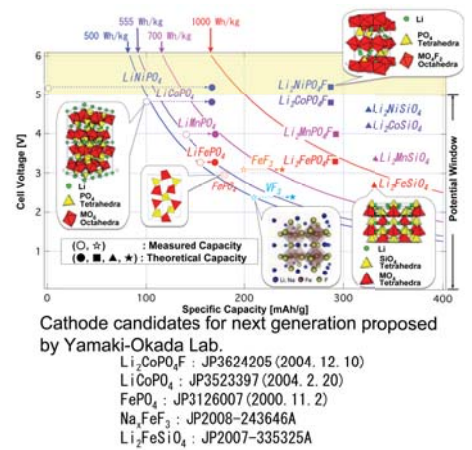 555 Wh/kg 1000 Wh/kg
500 Wh/kg 700 Wh/kg
Li
PO₄
Tetrahedra
MO₄F₂
Octahedra
6
5
4
3
2
1
0 100 200 300 400
Cell Voltage [V]
Specific Capacity [mAh/g]
Potential Window
LiNiPO₄
LiCoPO₄
LiMnPO₄
LiFePO₄
FePO₄
FeF₃
VF₃
Li₂NiPO₄F
Li₂CoPO₄F
Li₂MnPO₄F
Li₂FePO₄F
Li₂NiSiO₄
Li₂CoSiO₄
Li₂MnSiO₄
Li₂FeSiO₄
Li
PO₄
Tetrahedra
MO₆
Octahedra
Li
SiO₄
Tetrahedra
MO₄
Tetrahedra
Li, Na Fe F
(○, ☆) : Measured Capacity
(●, ■, ▲, ★) : Theoretical Capacity
Cathode candidates for next generation proposed
by Yamaki-Okada Lab.
Li₂CoPO₄F : JP3624205 (2004. 12. 10)
LiCoPO₄ : JP3523397 (2004. 2. 20)
FePO₄ : JP3126007 (2000. 11. 2)
NaₓFeF₃ : JP2008-243646A
Li₂FeSiO₄ : JP2007-335325A